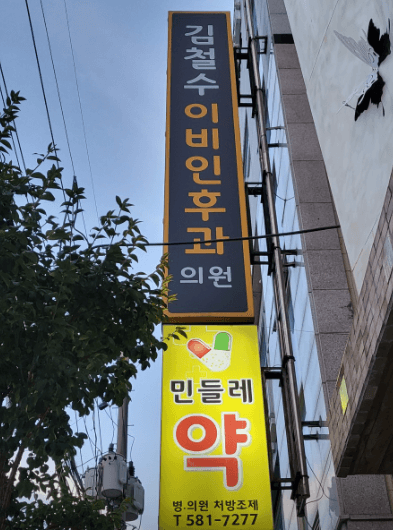 김철수이비인후과
의원
민들레
약
병.의원 처방조제
T 581-7277